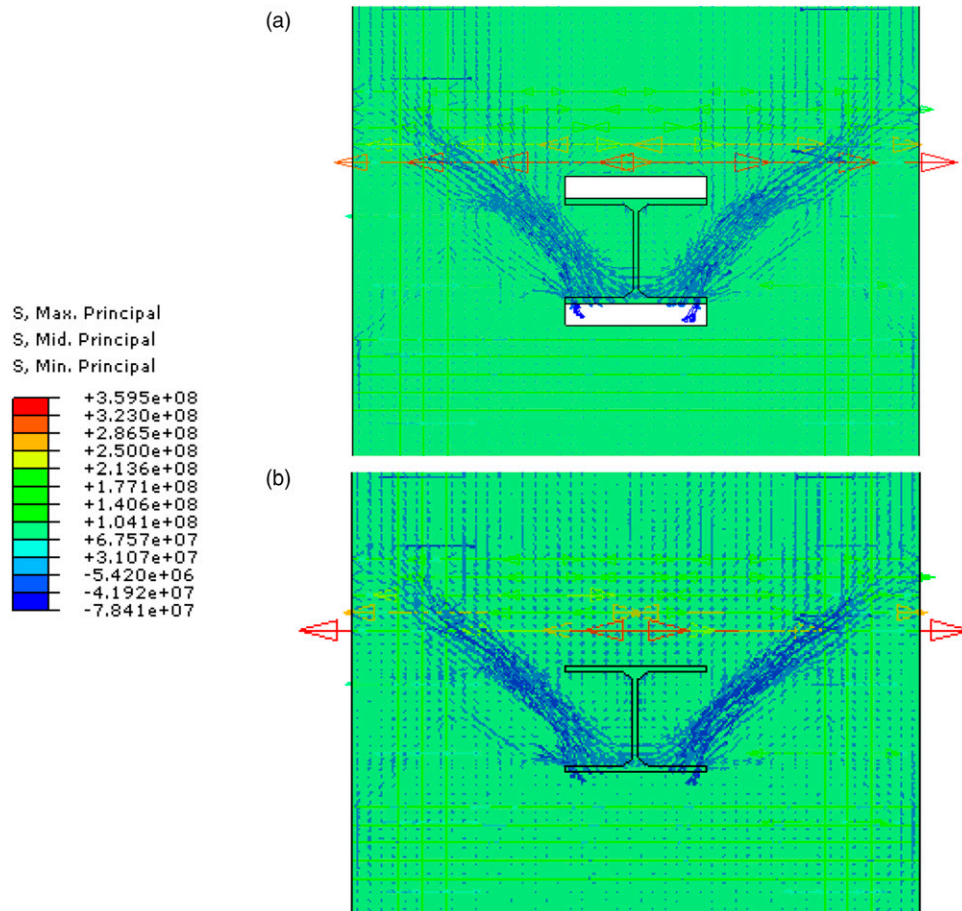 (a)
S, Max. Principal
S, Mid. Principal
S, Min. Principal
+3.595e+08
+3.230e+08
+2.865e+08
+2.500e+08
+2.136e+08
+1.771e+08
+1.406e+08
+1.041e+08
+6.757e+07
+3.107e+07
-5.420e+06
-4.192e+07
-7.841e+07
(b)